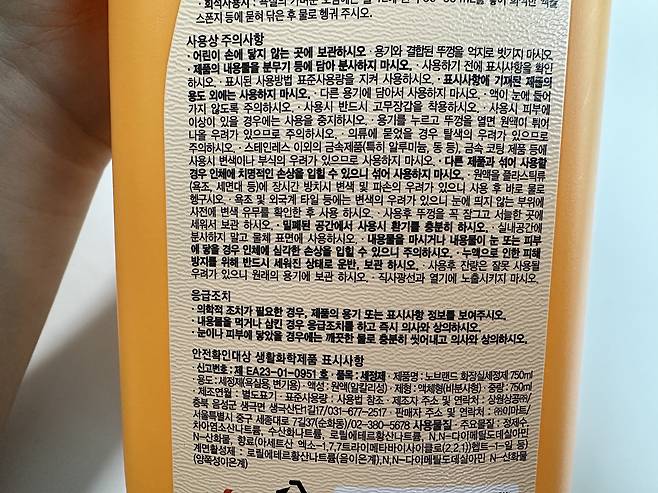 스폰지 등에 묻혀 닦은 후 물로 헹궈 주시오.
사용상 주의사항
· 어린이 손에 닿지 않는 곳에 보관하시오 · 용기와 결합된 뚜껑을 억지로 벗기지 마시오
· 제품의 내용물을 분무기 등에 담아 분사하지 마시오. · 사용하기 전에 표시사항을 확인
하시오 · 표시된 사용방법 표준사용량을 지켜 사용하시오. · 표시사항에 기재된 제품의
용도 외에는 사용하지 마시오. · 다른 용기에 담아서 사용하지 마시오. · 액이 눈에 들어
가지 않도록 주의하시오. · 사용시 반드시 고무장갑을 착용하시오. · 사용시 피부에
이상이 있을 경우에는 사용을 중지하시오. · 용기를 누르고 뚜껑을 열면 원액이 튀어
나올 우려가 있으므로 주의하시오. · 의류에 묻었을 경우 탈색의 우려가 있으므로
주의하시오. · 스테인레스 이외의 금속제품(특히 알루미늄, 동 등), 금속 코팅 제품 등에
사용시 변색이나 부식의 우려가 있으므로 사용하지 마시오. · 다른 제품과 섞어 사용할
경우 인체에 치명적인 손상을 입힐 수 있으니 섞어 사용하지 마시오. · 원액을 플라스틱류
(욕조, 세면대 등)에 장시간 방치시 변색 및 파손의 우려가 있으니 사용 후 바로 물로
헹구시오. · 욕조 및 외국계 타일 등에는 변색의 우려가 있으니 눈에 띄지 않는 부위에
사전에 변색 유무를 확인한 후 사용 하시오. · 사용후 뚜껑을 꼭 잠그고 서늘한 곳에
세워서 보관 하시오. · 밀폐된 공간에서 사용시 환기를 충분히 하시오. · 실내공간에
분사하지 말고 물체 표면에 사용하시오. · 내용물을 마시거나 내용물이 눈 또는 피부
에 닿을 경우 인체에 심각한 손상을 입힐 수 있으니 주의하시오. · 누액으로 인한 피해
방지를 위해 반드시 세워진 상태로 운반, 보관 하시오. · 사용후 잔량은 잘못 사용될
우려가 있으니 원래의 용기에 보관 하시오. · 직사광선과 열기에 노출시키지 마시오.
응급조치
· 의학적 조치가 필요한 경우, 제품의 용기 또는 표시사항 정보를 보여주시오.
· 내용물을 먹거나 삼킨 경우 응급조치를 하고 즉시 의사와 상의하시오.
· 눈이나 피부에 닿았을 경우에는 깨끗한 물로 충분히 씻어내고 의사와 상의하시오.
안전확인대상 생활화학제품 표시사항
· 신고번호: 제 EA23-01-0951 호 · 품목 : 세정제 · 제품명 : 노브랜드 화장실세정제 750ml
· 용도 : 세정제(욕실용, 변기용) · 액성 : 원액(알칼리성) · 제형 : 액체형(비분사형) · 중량 : 750ml
· 제조연월 : 별도표기 · 표준사용량 : 사용법 참조 · 제조자 주소 및 연락처 : 상원상공㈜/
충북 음성군 생극면 생극산단1길17/031-677-2517 · 판매자 주소 및 연락처 : ㈜이마트/
서울특별시 중구 세종대로 7길37(순화동)/02-380-5678 · 사용물질 주요물질 : 정제수,
차아염소산나트륨, 수산화나트륨, 로릴에테르황산나트륨, N,N-다이메틸도데실아민
N-산화물, 향료(아세트산 엑소-1,7,7트라이메틸바이사이클로(2.2.1))헵트-1-일 등)
계면활성제 : 로릴에테르황산나트륨(음이온계), N,N-다이메틸도데실아민 N-산화물
(양쪽성이온계)